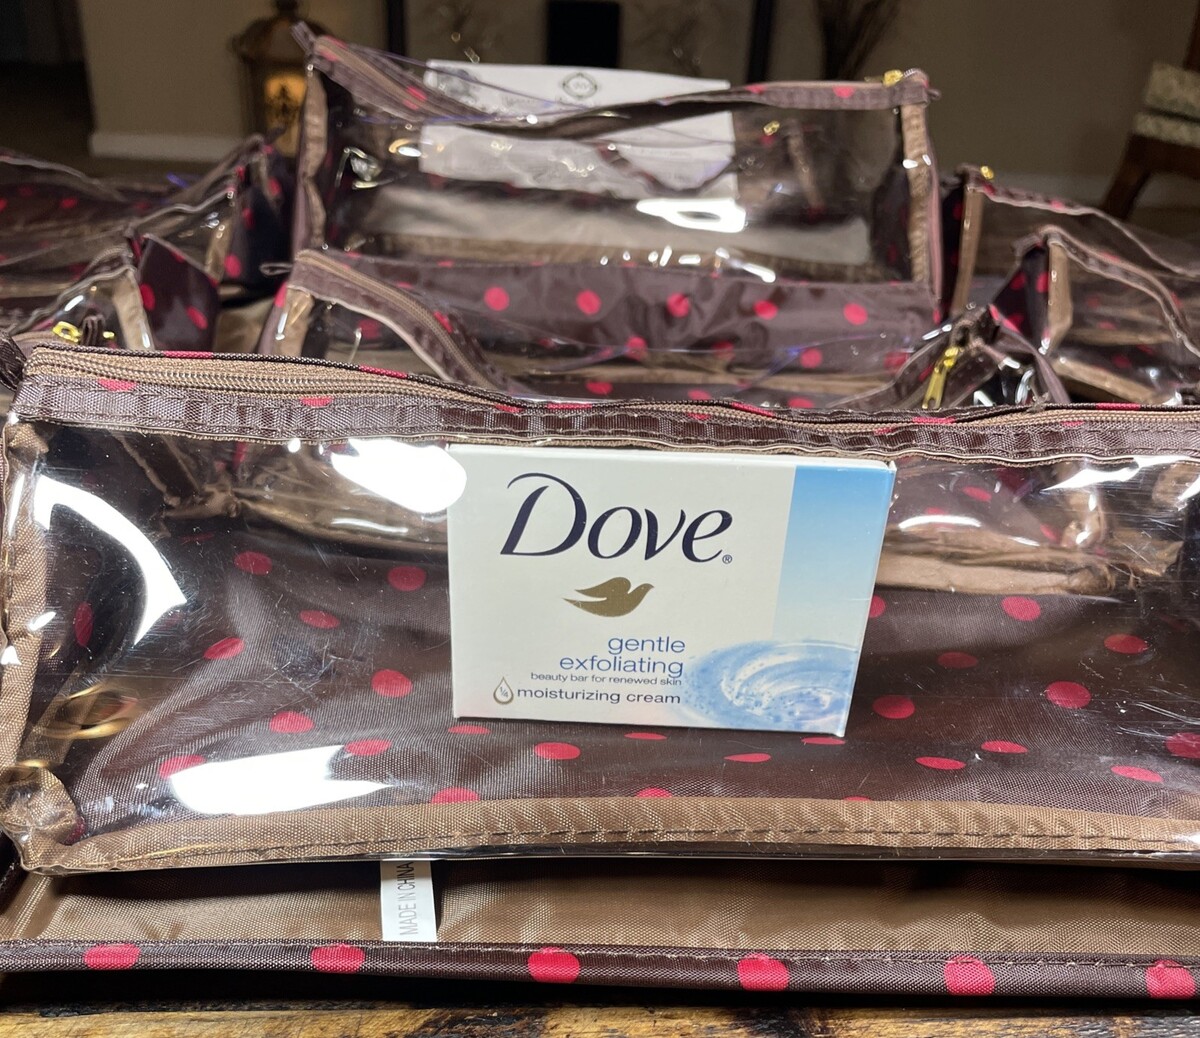 Dove®
gentle
exfoliating
beauty bar for renewed skin
¼ moisturizing cream
MADE IN CHINA